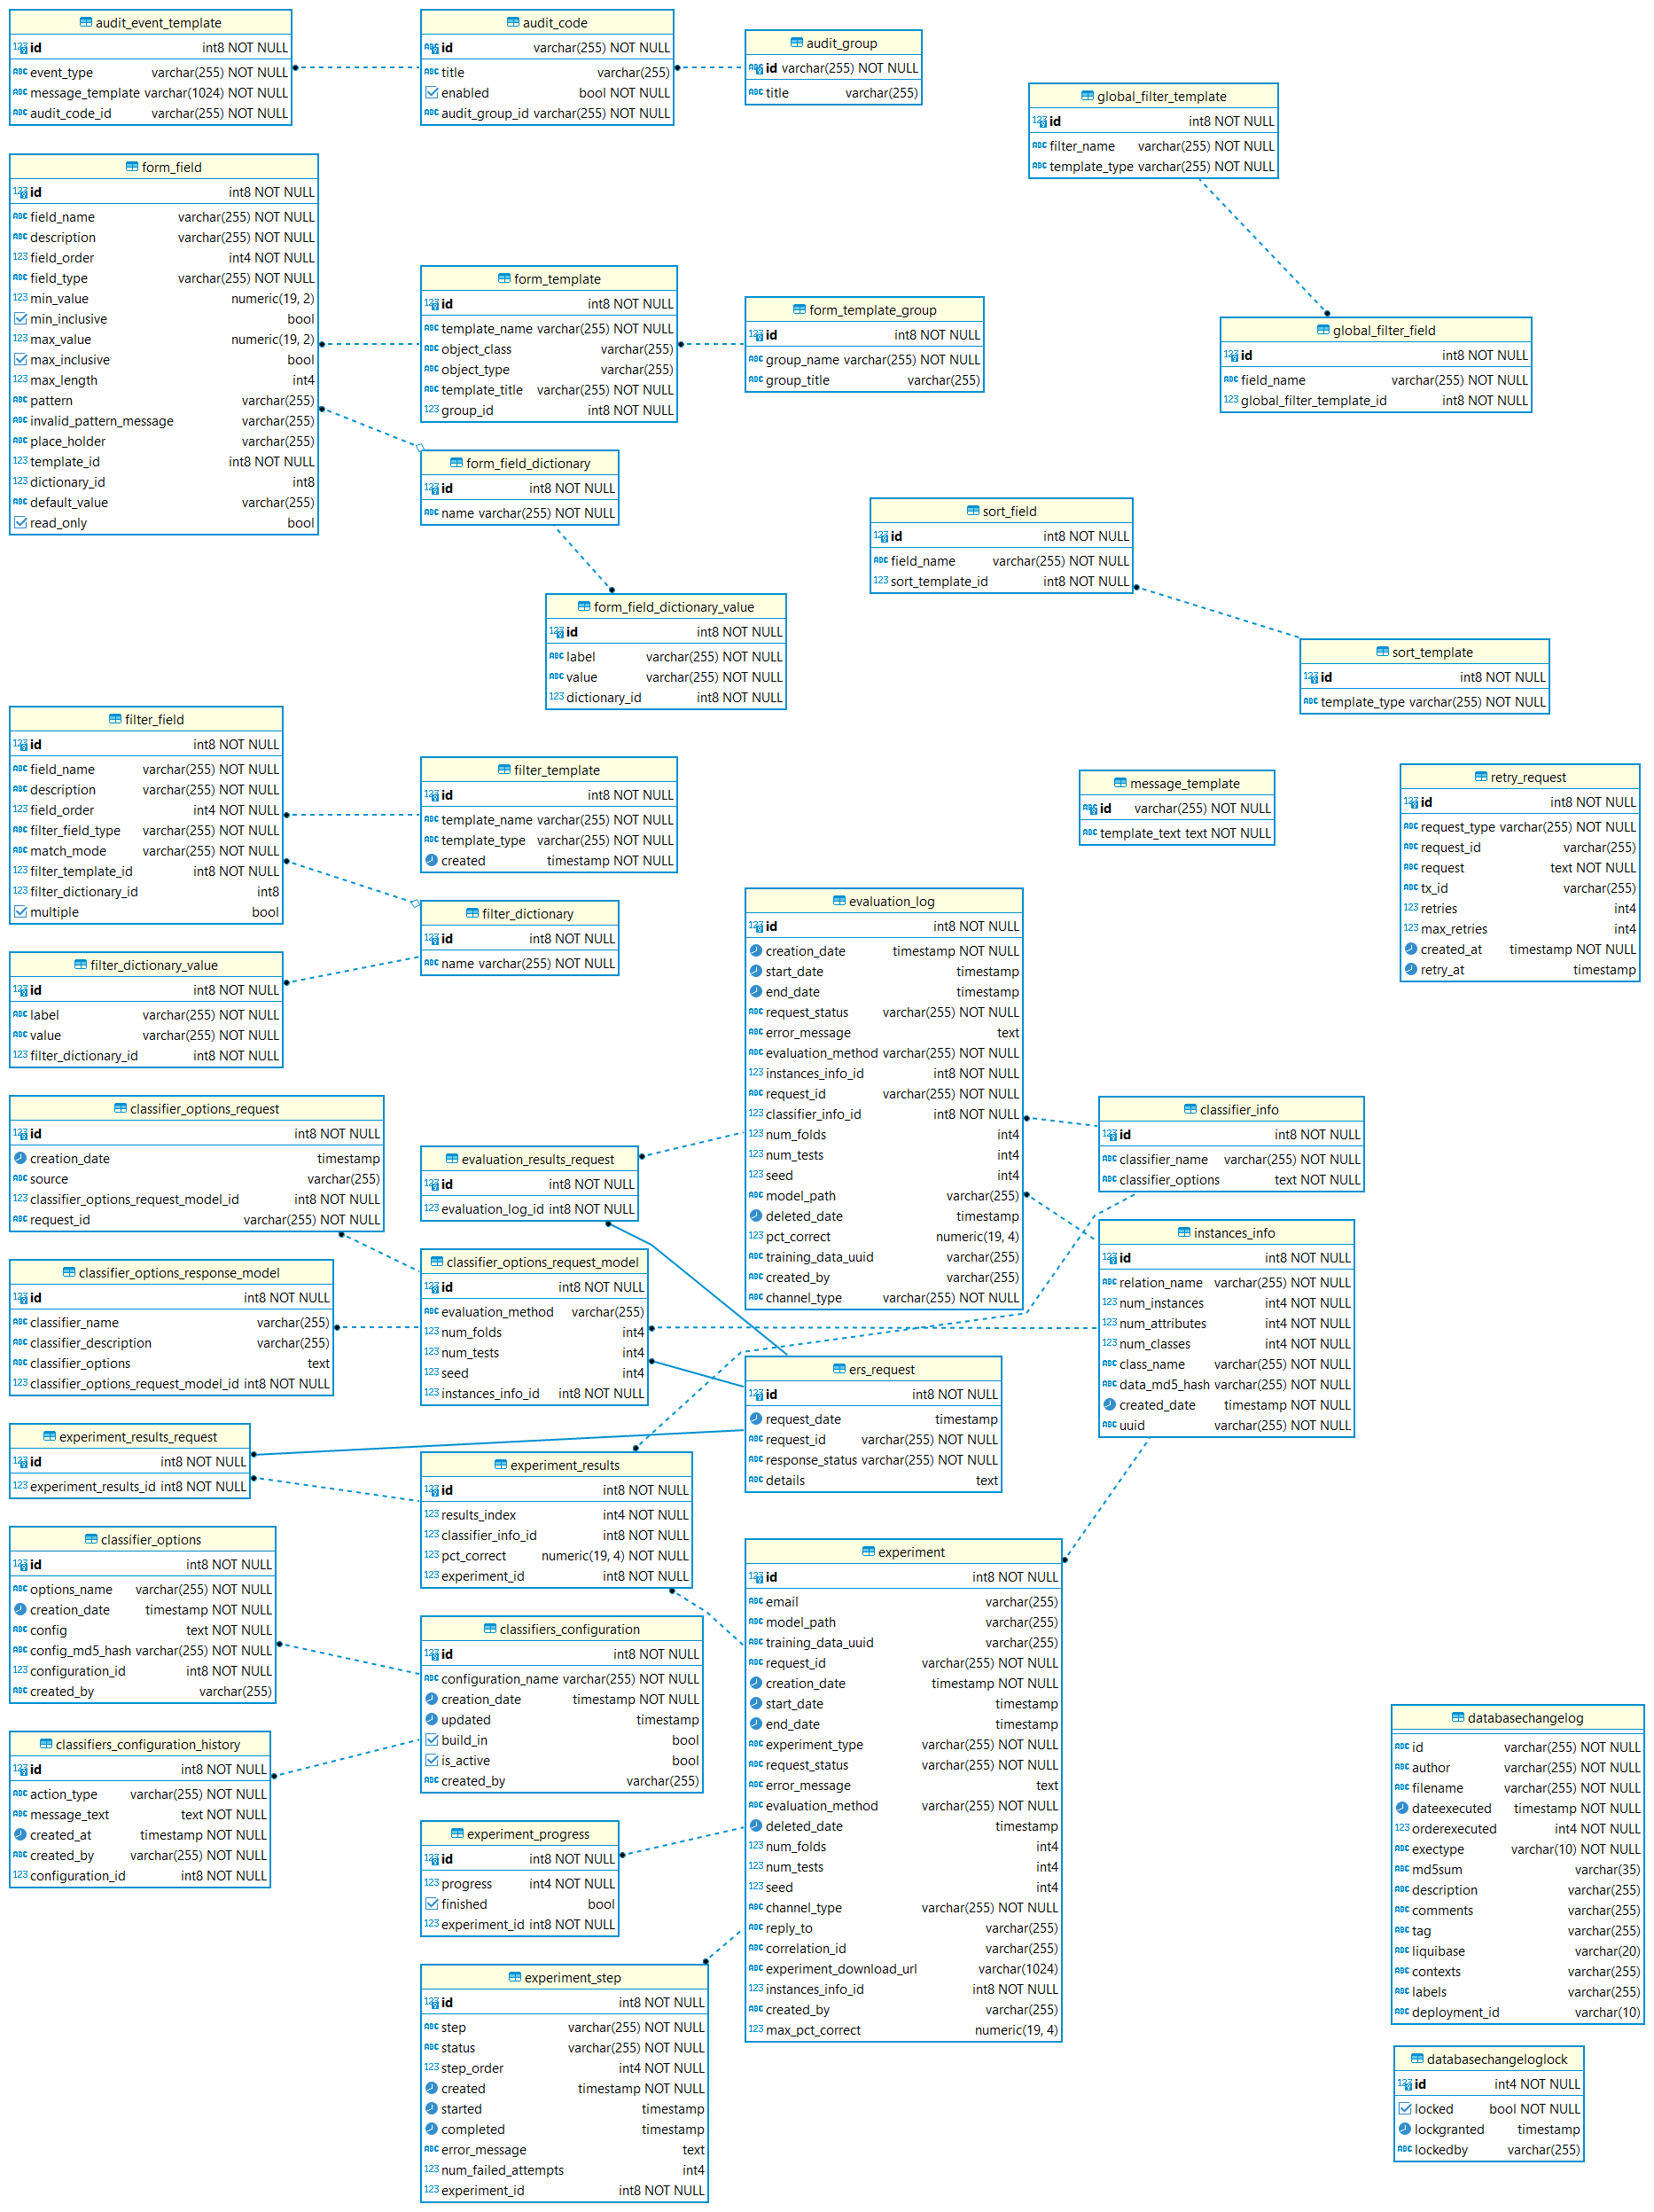 audit_event_template
id int8 NOT NULL
event_type varchar(255) NOT NULL
message_template varchar(1024) NOT NULL
audit_code_id varchar(255) NOT NULL
audit_code
id varchar(255) NOT NULL
title varchar(255)
enabled bool NOT NULL
audit_group_id varchar(255) NOT NULL
audit_group
id varchar(255) NOT NULL
title varchar(255)
global_filter_template
id int8 NOT NULL
filter_name varchar(255) NOT NULL
template_type varchar(255) NOT NULL
form_field
id int8 NOT NULL
field_name varchar(255) NOT NULL
description varchar(255) NOT NULL
field_order int4 NOT NULL
field_type varchar(255) NOT NULL
min_value numeric(19, 2)
min_inclusive bool
max_value numeric(19, 2)
max_inclusive bool
max_length int4
pattern varchar(255)
invalid_pattern_message varchar(255)
place_holder varchar(255)
template_id int8 NOT NULL
dictionary_id int8
default_value varchar(255)
read_only bool
form_template
id int8 NOT NULL
template_name varchar(255) NOT NULL
object_class varchar(255)
object_type varchar(255)
template_title varchar(255) NOT NULL
group_id int8 NOT NULL
form_template_group
id int8 NOT NULL
group_name varchar(255) NOT NULL
group_title varchar(255)
global_filter_field
id int8 NOT NULL
field_name varchar(255) NOT NULL
global_filter_template_id int8 NOT NULL
form_field_dictionary
id int8 NOT NULL
name varchar(255) NOT NULL
sort_field
id int8 NOT NULL
field_name varchar(255) NOT NULL
sort_template_id int8 NOT NULL
form_field_dictionary_value
id int8 NOT NULL
label varchar(255) NOT NULL
value varchar(255) NOT NULL
dictionary_id int8 NOT NULL
sort_template
id int8 NOT NULL
template_type varchar(255) NOT NULL
filter_field
id int8 NOT NULL
field_name varchar(255) NOT NULL
description varchar(255) NOT NULL
field_order int4 NOT NULL
filter_field_type varchar(255) NOT NULL
match_mode varchar(255) NOT NULL
filter_template_id int8 NOT NULL
filter_dictionary_id int8
multiple bool
filter_template
id int8 NOT NULL
template_name varchar(255) NOT NULL
template_type varchar(255) NOT NULL
created timestamp NOT NULL
message_template
id varchar(255) NOT NULL
template_text text NOT NULL
retry_request
id int8 NOT NULL
request_type varchar(255) NOT NULL
request_id varchar(255)
request text NOT NULL
tx_id varchar(255)
retries int4
max_retries int4
created_at timestamp NOT NULL
retry_at timestamp
filter_dictionary
id int8 NOT NULL
name varchar(255) NOT NULL
filter_dictionary_value
id int8 NOT NULL
label varchar(255) NOT NULL
value varchar(255) NOT NULL
filter_dictionary_id int8 NOT NULL
evaluation_log
id int8 NOT NULL
creation_date timestamp NOT NULL
start_date timestamp
end_date timestamp
request_status varchar(255) NOT NULL
error_message text
evaluation_method varchar(255) NOT NULL
instances_info_id int8 NOT NULL
request_id varchar(255) NOT NULL
classifier_info_id int8 NOT NULL
num_folds int4
num_tests int4
seed int4
model_path varchar(255)
deleted_date timestamp
pct_correct numeric(19, 4)
training_data_uuid varchar(255)
created_by varchar(255)
channel_type varchar(255) NOT NULL
classifier_options_request
id int8 NOT NULL
creation_date timestamp
source varchar(255)
classifier_options_request_model_id int8 NOT NULL
request_id varchar(255) NOT NULL
evaluation_results_request
id int8 NOT NULL
evaluation_log_id int8 NOT NULL
classifier_info
id int8 NOT NULL
classifier_name varchar(255) NOT NULL
classifier_options text NOT NULL
instances_info
id int8 NOT NULL
relation_name varchar(255) NOT NULL
num_instances int4 NOT NULL
num_attributes int4 NOT NULL
num_classes int4 NOT NULL
class_name varchar(255) NOT NULL
data_md5_hash varchar(255) NOT NULL
created_date timestamp NOT NULL
uuid varchar(255) NOT NULL
classifier_options_response_model
id int8 NOT NULL
classifier_name varchar(255)
classifier_description varchar(255)
classifier_options text
classifier_options_request_model_id int8 NOT NULL
classifier_options_request_model
id int8 NOT NULL
evaluation_method varchar(255)
num_folds int4
num_tests int4
seed int4
instances_info_id int8 NOT NULL
ers_request
id int8 NOT NULL
request_date timestamp
request_id varchar(255) NOT NULL
response_status varchar(255) NOT NULL
details text
experiment_results_request
id int8 NOT NULL
experiment_results_id int8 NOT NULL
experiment_results
id int8 NOT NULL
results_index int4 NOT NULL
classifier_info_id int8 NOT NULL
pct_correct numeric(19, 4) NOT NULL
experiment_id int8 NOT NULL
classifier_options
id int8 NOT NULL
options_name varchar(255) NOT NULL
creation_date timestamp NOT NULL
config text NOT NULL
config_md5_hash varchar(255) NOT NULL
configuration_id int8 NOT NULL
created_by varchar(255)
experiment
id int8 NOT NULL
email varchar(255)
model_path varchar(255)
training_data_uuid varchar(255)
request_id varchar(255) NOT NULL
creation_date timestamp NOT NULL
start_date timestamp
end_date timestamp
experiment_type varchar(255) NOT NULL
request_status varchar(255) NOT NULL
error_message text
evaluation_method varchar(255) NOT NULL
deleted_date timestamp
num_folds int4
num_tests int4
seed int4
channel_type varchar(255) NOT NULL
reply_to varchar(255)
correlation_id varchar(255)
experiment_download_url varchar(1024)
instances_info_id int8 NOT NULL
created_by varchar(255)
max_pct_correct numeric(19, 4)
classifiers_configuration
id int8 NOT NULL
configuration_name varchar(255) NOT NULL
creation_date timestamp NOT NULL
updated timestamp
build_in bool
is_active bool
created_by varchar(255)
classifiers_configuration_history
id int8 NOT NULL
action_type varchar(255) NOT NULL
message_text text NOT NULL
created_at timestamp NOT NULL
created_by varchar(255) NOT NULL
configuration_id int8 NOT NULL
experiment_progress
id int8 NOT NULL
progress int4 NOT NULL
finished bool
experiment_id int8 NOT NULL
experiment_step
id int8 NOT NULL
step varchar(255) NOT NULL
status varchar(255) NOT NULL
step_order int4 NOT NULL
created timestamp NOT NULL
started timestamp
completed timestamp
error_message text
num_failed_attempts int4
experiment_id int8 NOT NULL
databasechangelog
id varchar(255) NOT NULL
author varchar(255) NOT NULL
filename varchar(255) NOT NULL
dateexecuted timestamp NOT NULL
orderexecuted int4 NOT NULL
exectype varchar(10) NOT NULL
md5sum varchar(35)
description varchar(255)
comments varchar(255)
tag varchar(255)
liquibase varchar(20)
contexts varchar(255)
labels varchar(255)
deployment_id varchar(10)
databasechangeloglock
id int4 NOT NULL
locked bool NOT NULL
lockgranted timestamp
lockedby varchar(255)